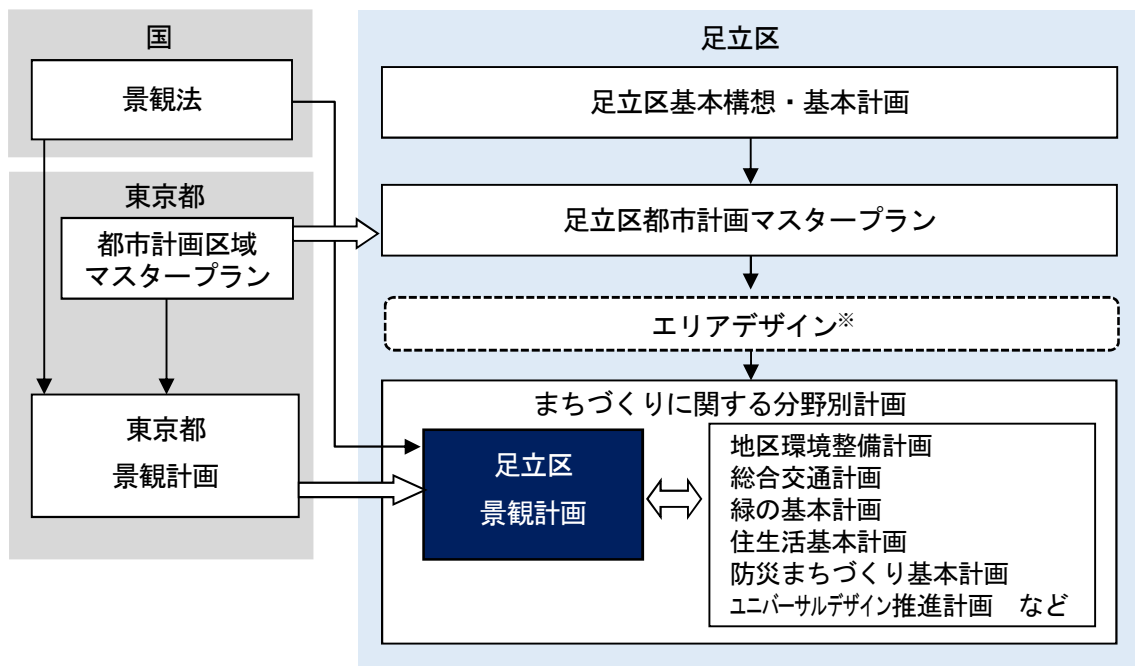 国
景観法
東京都
都市計画区域
マスタープラン
東京都
景観計画
足立区
足立区基本構想・基本計画
足立区都市計画マスタープラン
エリアデザイン※
まちづくりに関する分野別計画
足立区
景観計画
地区環境整備計画
総合交通計画
緑の基本計画
住生活基本計画
防災まちづくり基本計画
ユニバーサルデザイン推進計画　など